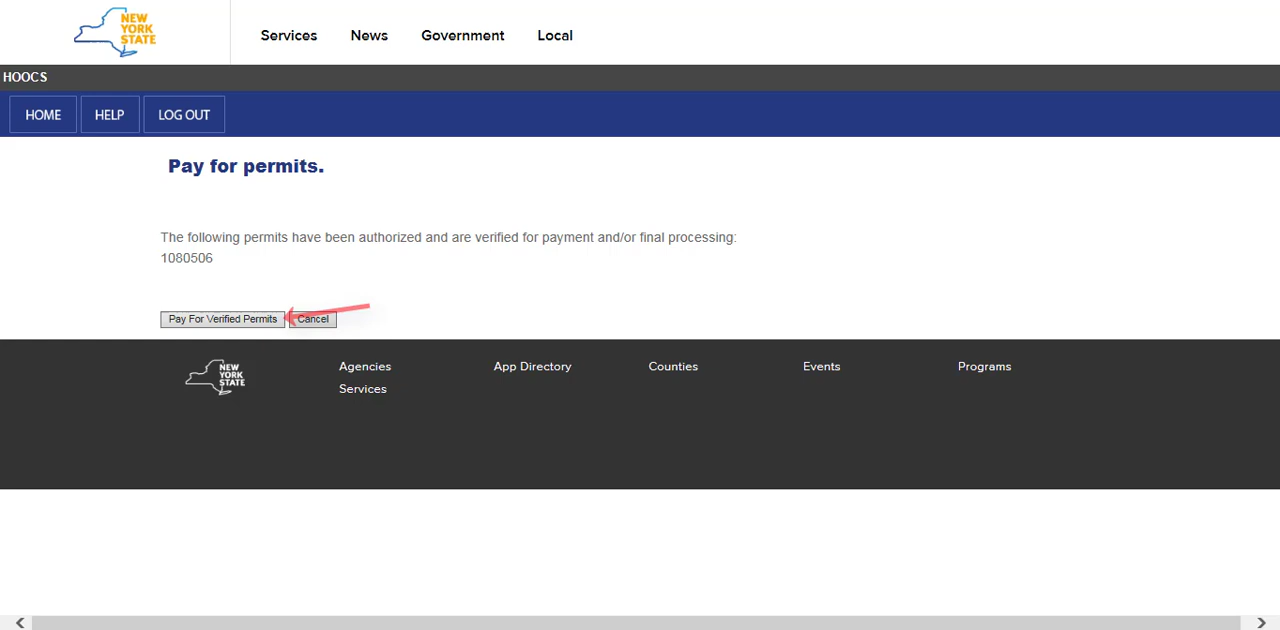 NEW
YORK
STATE
Services News Government Local
HOOCS
HOME HELP LOG OUT
Pay for permits.
The following permits have been authorized and are verified for payment and/or final processing:
1080506
Pay For Verified Permits Cancel
NEW
YORK
STATE
Agencies App Directory Counties Events Programs
Services